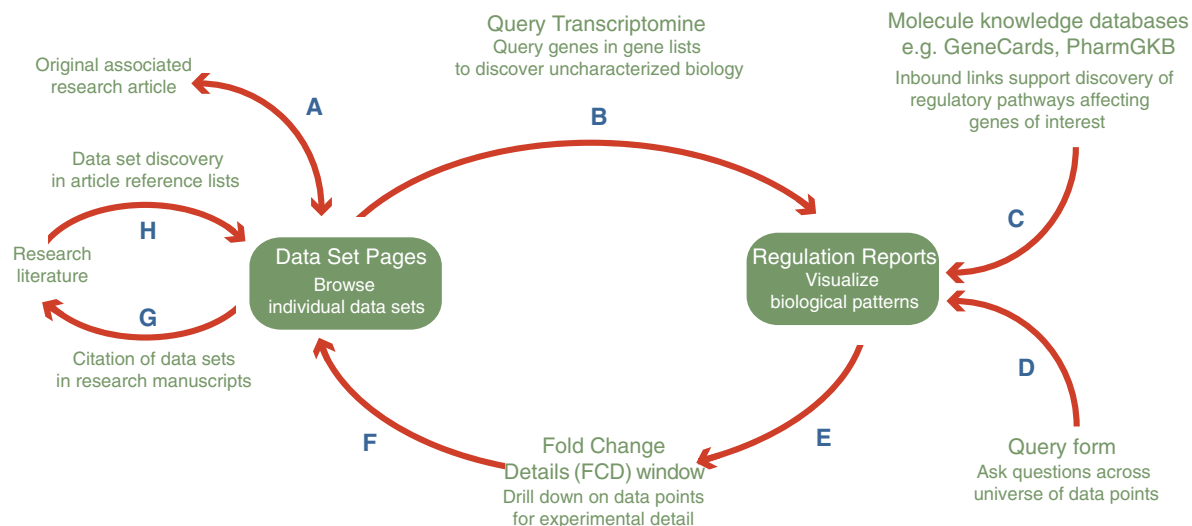 Original associated
research article
A
Query Transcriptomine
Query genes in gene lists
to discover uncharacterized biology
B
Molecule knowledge databases
e.g. GeneCards, PharmGKB
Inbound links support discovery of
regulatory pathways affecting
genes of interest
C
Data set discovery
in article reference lists
H
Research
literature
G
Citation of data sets
in research manuscripts
Data Set Pages
Browse
individual data sets
Regulation Reports
Visualize
biological patterns
D
Query form
Ask questions across
universe of data points
E
Fold Change
Details (FCD) window
Drill down on data points
for experimental detail
F